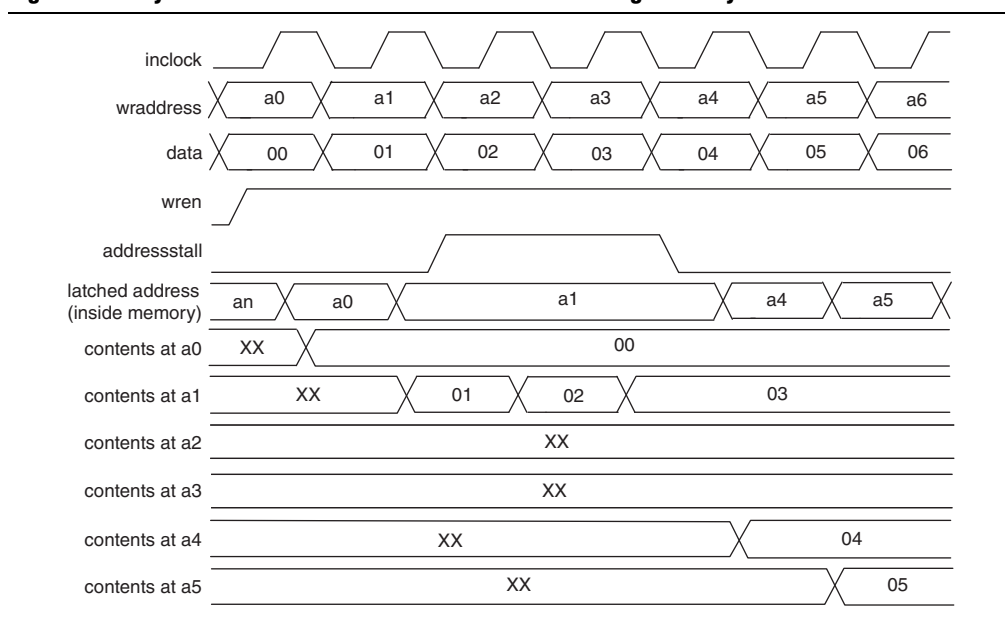 inclock
wraddress a0 a1 a2 a3 a4 a5 a6
data 00 01 02 03 04 05 06
wren
addressstall
latched address
(inside memory) an a0 a1 a4 a5
contents at a0 XX 00
contents at a1 XX 01 02 03
contents at a2 XX
contents at a3 XX
contents at a4 XX 04
contents at a5 XX 05